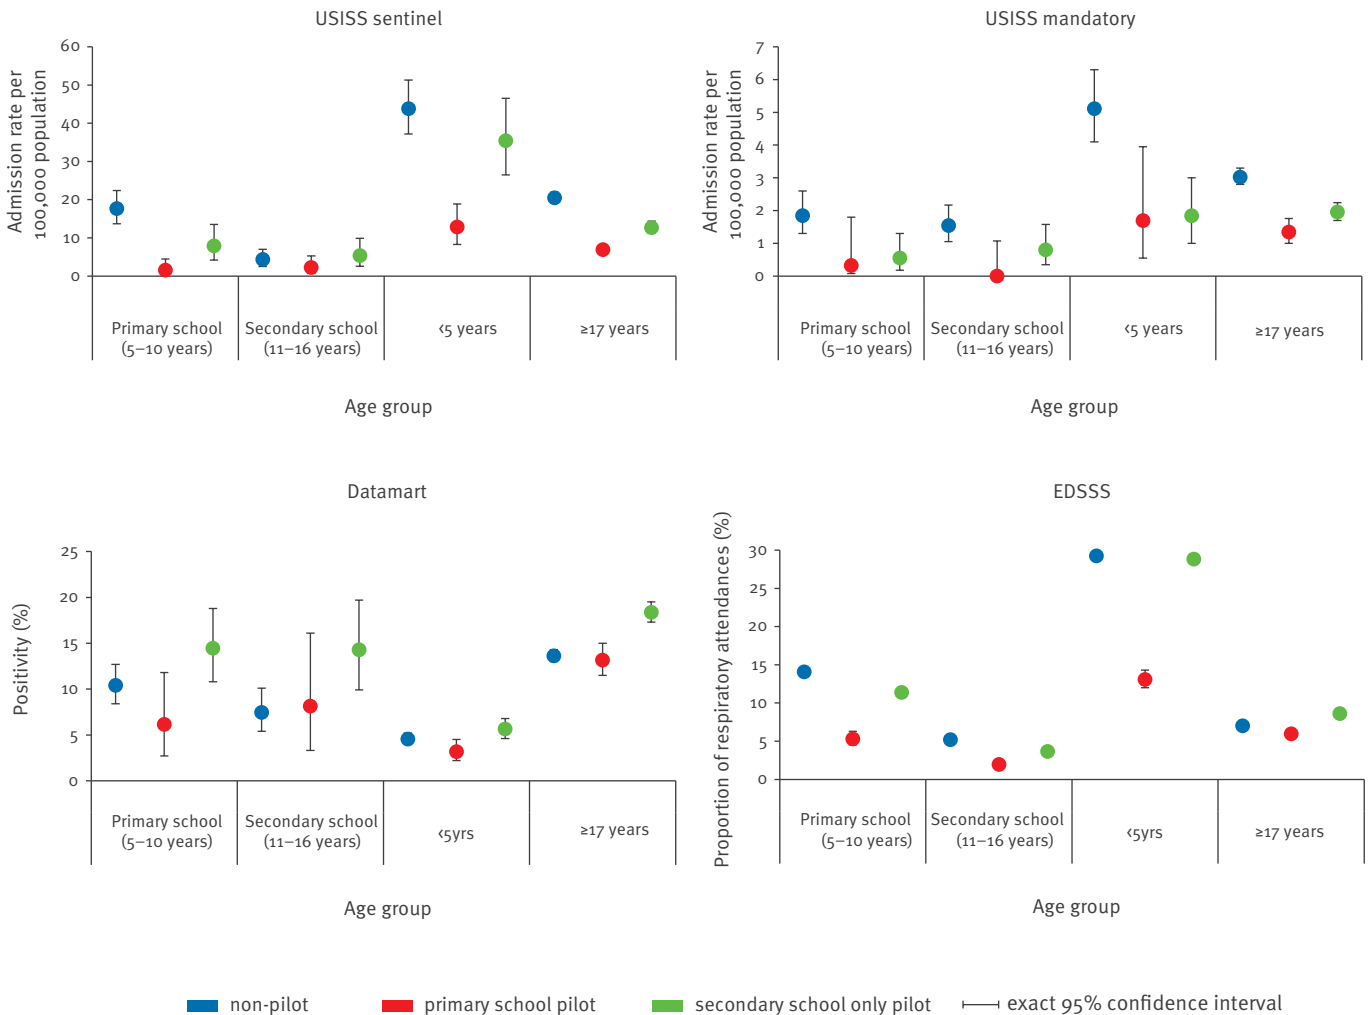 USISS sentinel
Admission rate per
100,000 population
60
50
40
30
20
10
0
Primary school
(5–10 years)
Secondary school
(11–16 years)
<5 years
≥17 years
Age group
USISS mandatory
Admission rate per
100,000 population
7
6
5
4
3
2
1
0
Primary school
(5–10 years)
Secondary school
(11–16 years)
<5 years
≥17 years
Age group
Datamart
Positivity (%)
25
20
15
10
5
0
Primary school
(5–10 years)
Secondary school
(11–16 years)
<5yrs
≥17 years
Age group
EDSSS
Proportion of respiratory attendances (%)
30
25
20
15
10
5
0
Primary school
(5–10 years)
Secondary school
(11–16 years)
<5yrs
≥17 years
Age group
non-pilot
primary school pilot
secondary school only pilot
exact 95% confidence interval